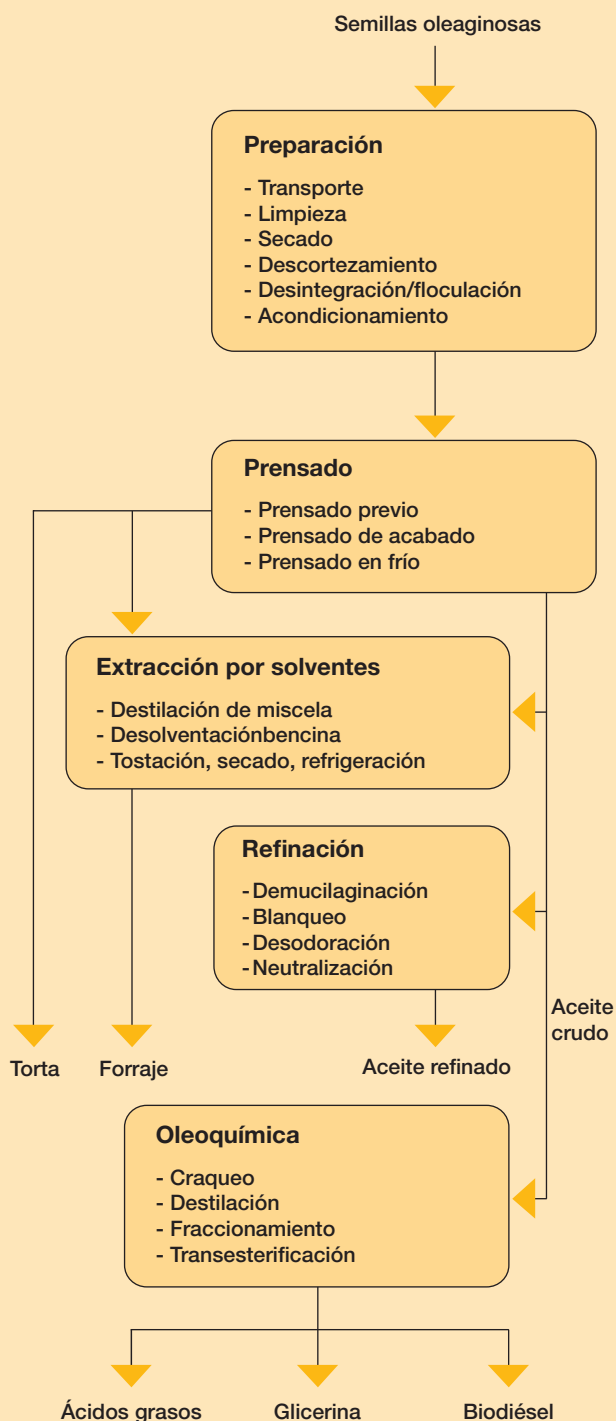 Semillas oleaginosas
Preparación
- Transporte
- Limpieza
- Secado
- Descortezamiento
- Desintegración/floculación
- Acondicionamiento
Prensado
- Prensado previo
- Prensado de acabado
- Prensado en frío
Extracción por solventes
- Destilación de miscela
- Desolventaciónbencina
- Tostación, secado, refrigeración
Refinación
- Demucilaginación
- Blanqueo
- Desodoración
- Neutralización
Aceite
crudo
Torta
Forraje
Aceite refinado
Oleoquímica
- Craqueo
- Destilación
- Fraccionamiento
- Transesterificación
Ácidos grasos
Glicerina
Biodiésel